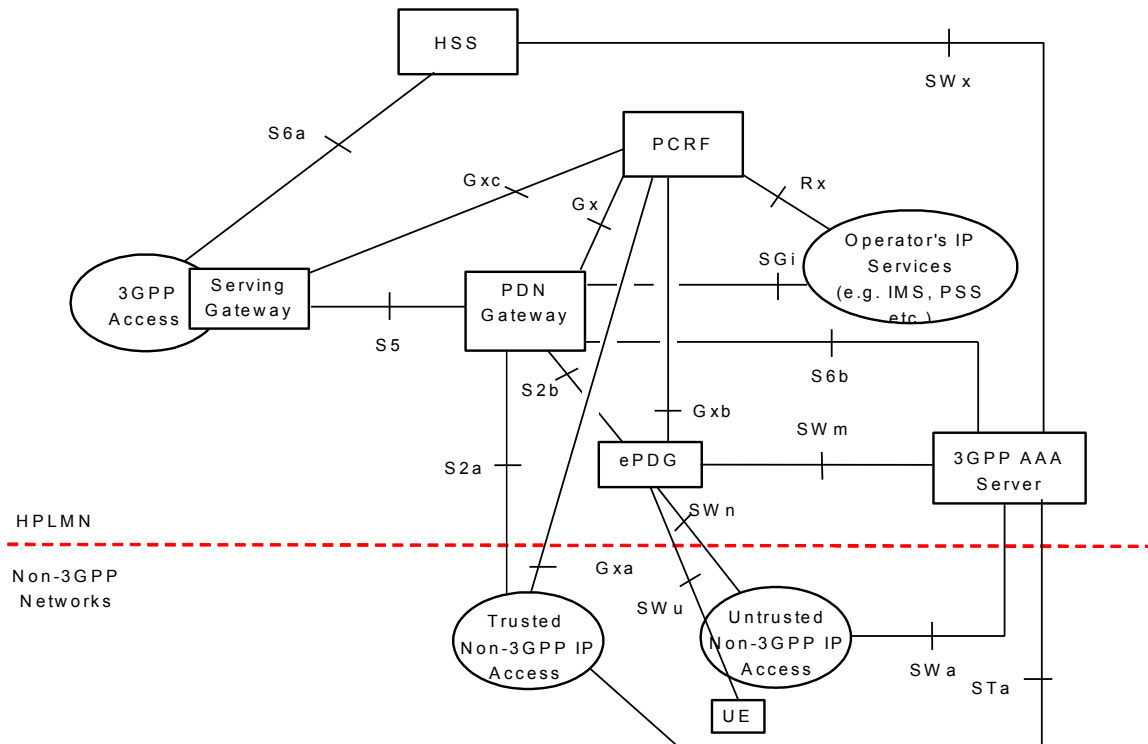 HSS
SWx
S6a
PCRF
Gxc
Rx
Gx
Operator's IP
Services
(e.g. IMS, PSS
etc.)
SGi
3GPP
Access
Serving
Gateway
PDN
Gateway
S5
S2b
S6b
Gxb
SWm
ePDG
3GPP AAA
Server
S2a
SWn
HPLMN
Non-3GPP
Networks
Gxa
SWu
Trusted
Non-3GPP IP
Access
Untrusted
Non-3GPP IP
Access
SWa
STa
UE